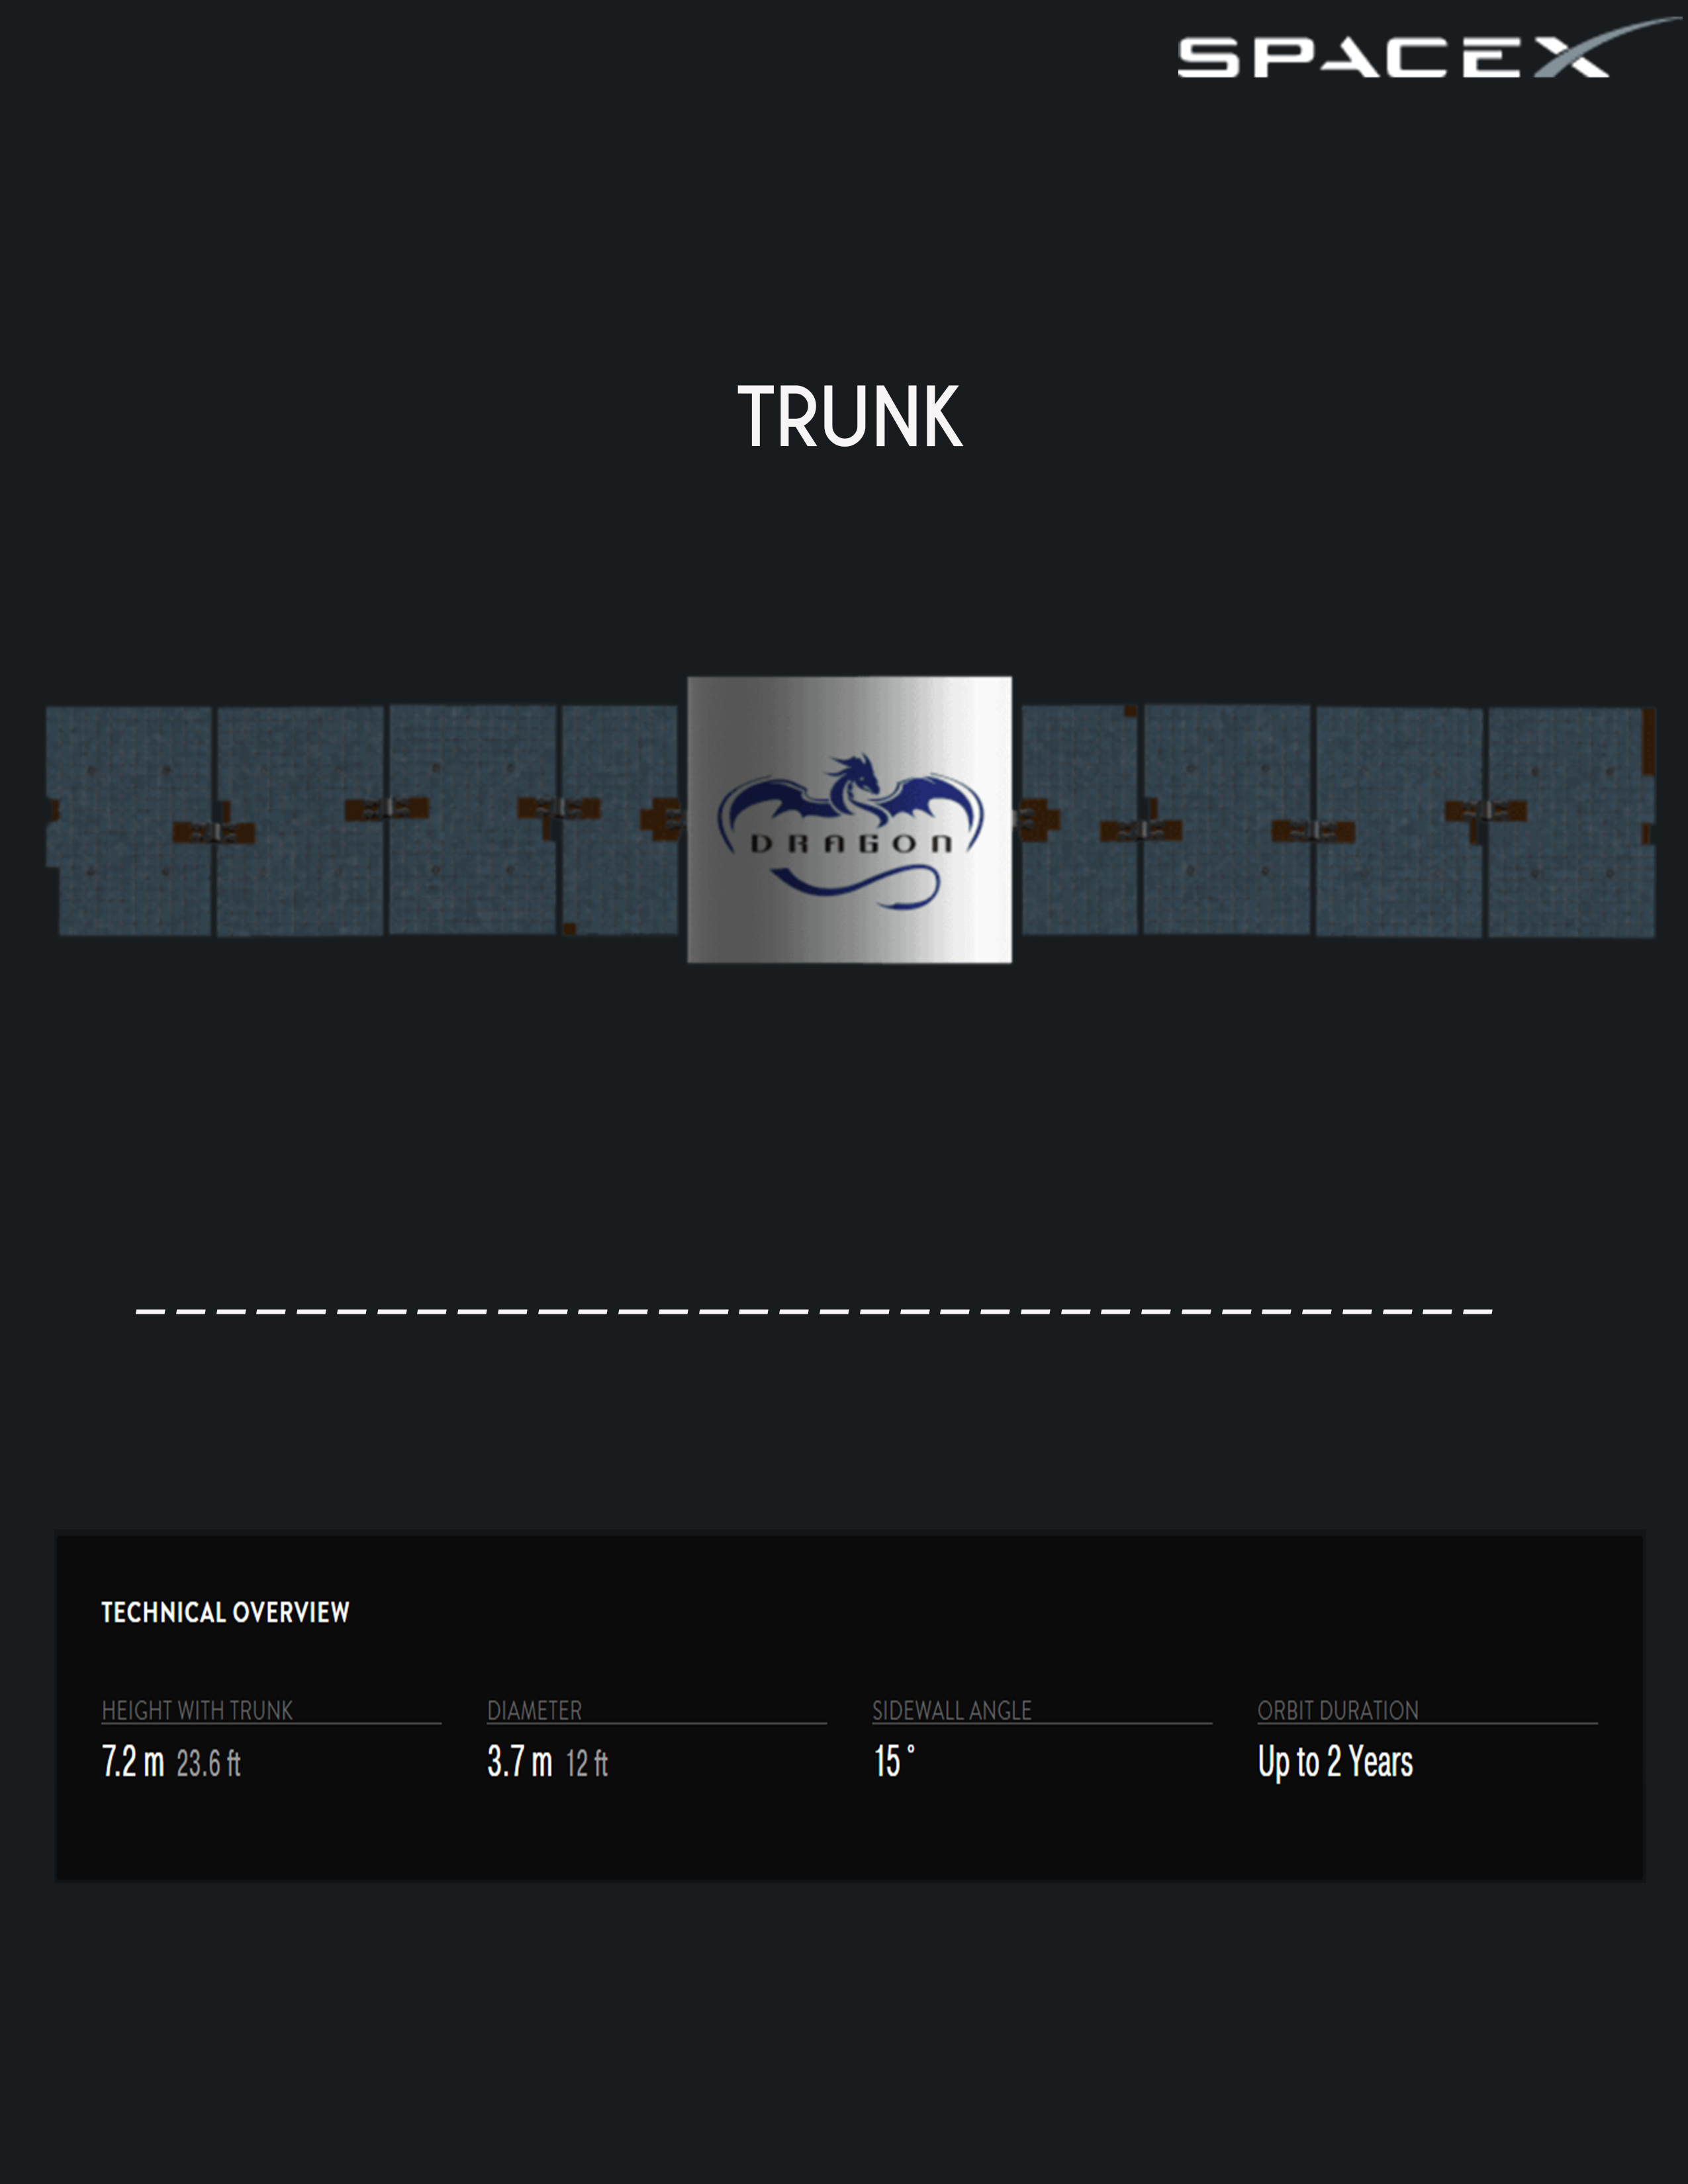 SPACEX
TRUNK
DRAGON
TECHNICAL OVERVIEW
HEIGHT WITH TRUNK
7.2 m 23.6 ft
DIAMETER
3.7 m 12 ft
SIDEWALL ANGLE
15 °
ORBIT DURATION
Up to 2 Years